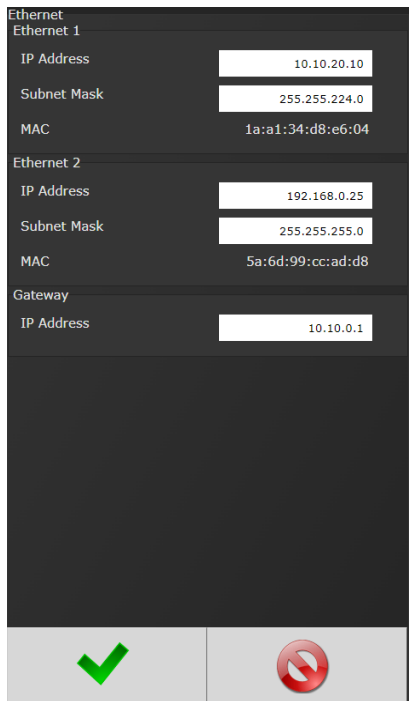 Ethernet
Ethernet 1
IP Address 10.10.20.10
Subnet Mask 255.255.224.0
MAC 1a:a1:34:d8:e6:04
Ethernet 2
IP Address 192.168.0.25
Subnet Mask 255.255.255.0
MAC 5a:6d:99:cc:ad:d8
Gateway
IP Address 10.10.0.1